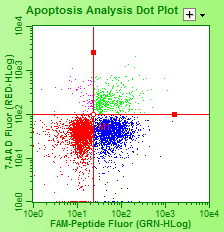 Apoptosis Analysis Dot Plot
7-AAD Fluor (RED-HLog)
10e4
10e3
10e2
10e1
10e0
10e0 10e1 10e2 10e3 10e4
FAM-Peptide Fluor (GRN-HLog)